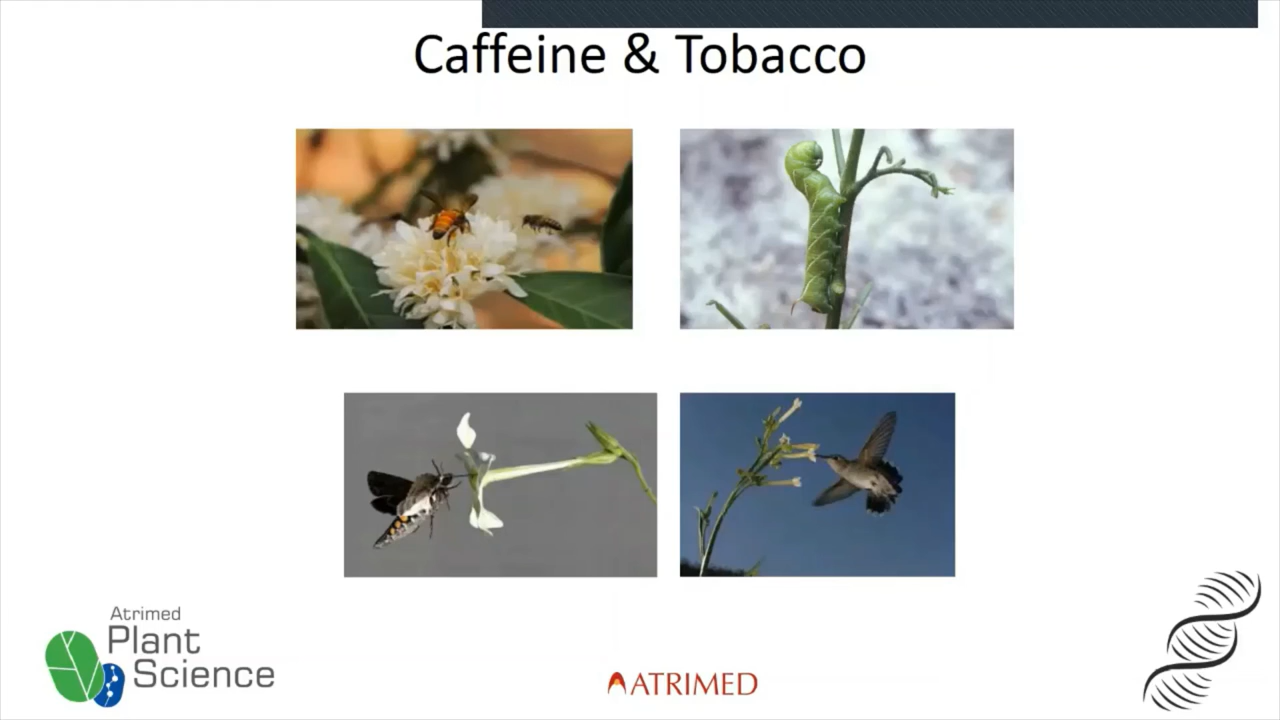 Caffeine & Tobacco
Atrimed
Plant
Science
ATRIMED